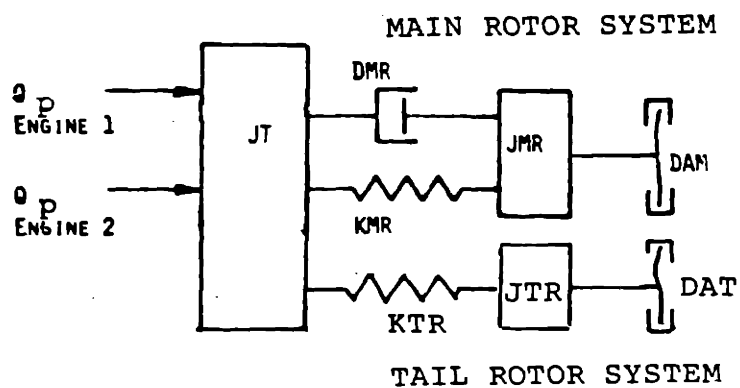 MAIN ROTOR SYSTEM
DMR
Q p
ENGINE 1
JT
JMR
DAM
Q p
ENGINE 2
KMR
JTR
DAT
KTR
TAIL ROTOR SYSTEM